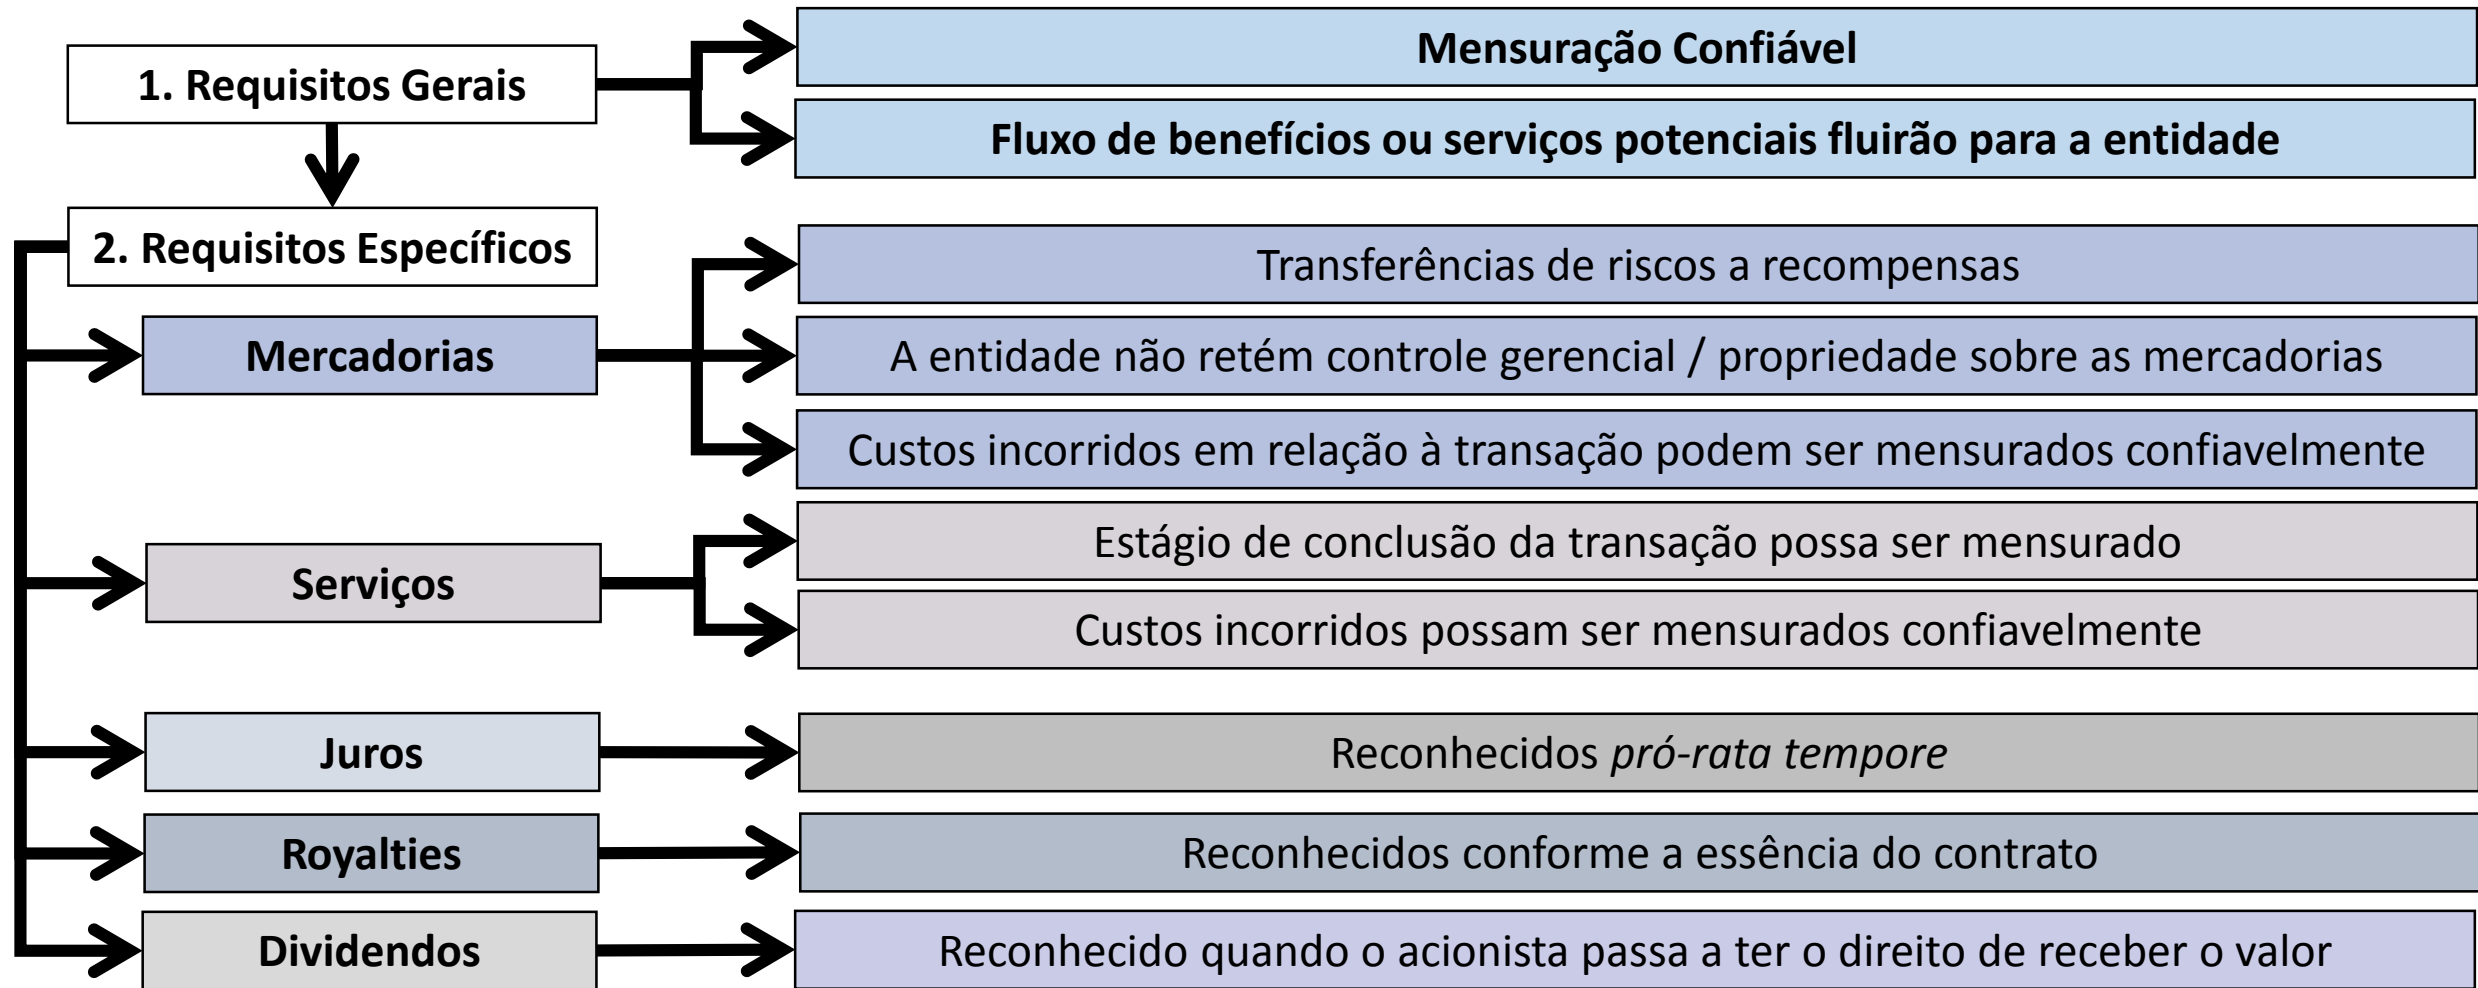 1. Requisitos Gerais
Mensuração Confiável
Fluxo de benefícios ou serviços potenciais fluirão para a entidade
2. Requisitos Específicos
Mercadorias
Transferências de riscos a recompensas
A entidade não retém controle gerencial / propriedade sobre as mercadorias
Custos incorridos em relação à transação podem ser mensurados confiavelmente
Serviços
Estágio de conclusão da transação possa ser mensurado
Custos incorridos possam ser mensurados confiavelmente
Juros
Reconhecidos pró-rata tempore
Royalties
Reconhecidos conforme a essência do contrato
Dividendos
Reconhecido quando o acionista passa a ter o direito de receber o valor